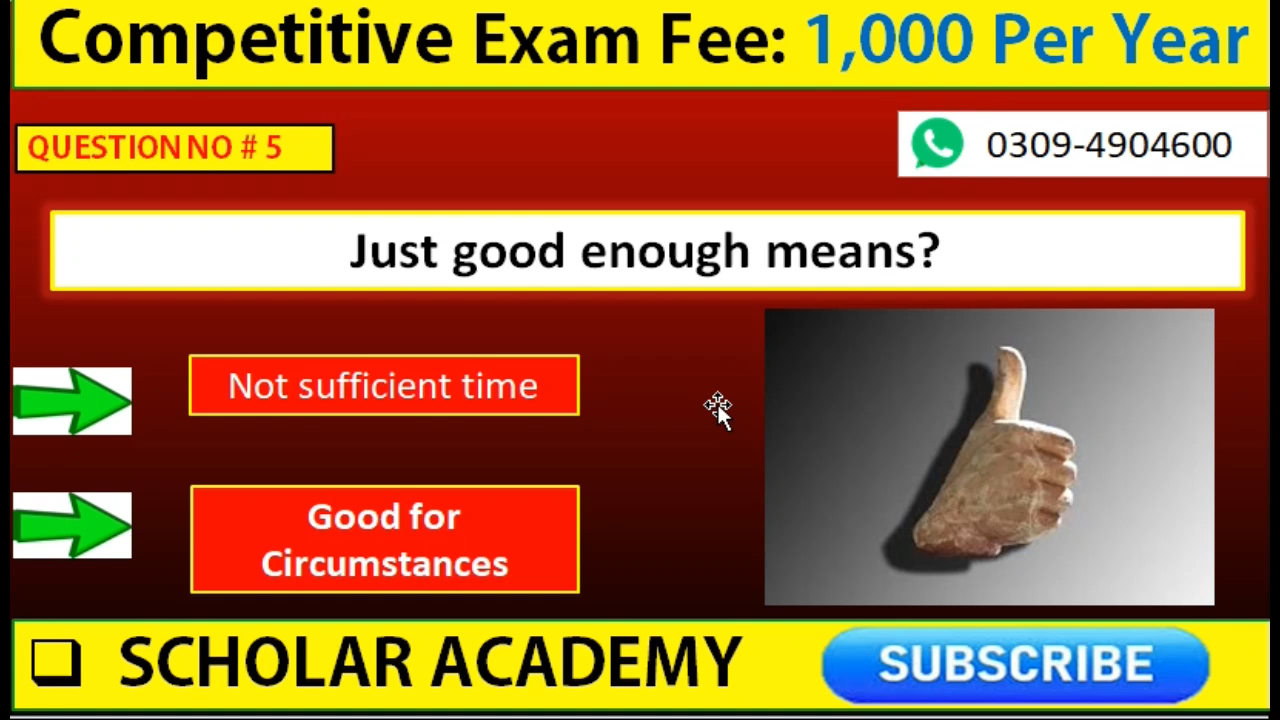 Competitive Exam Fee: 1,000 Per Year
QUESTION NO # 5
0309-4904600
Just good enough means?
Not sufficient time
Good for
Circumstances
SCHOLAR ACADEMY
SUBSCRIBE